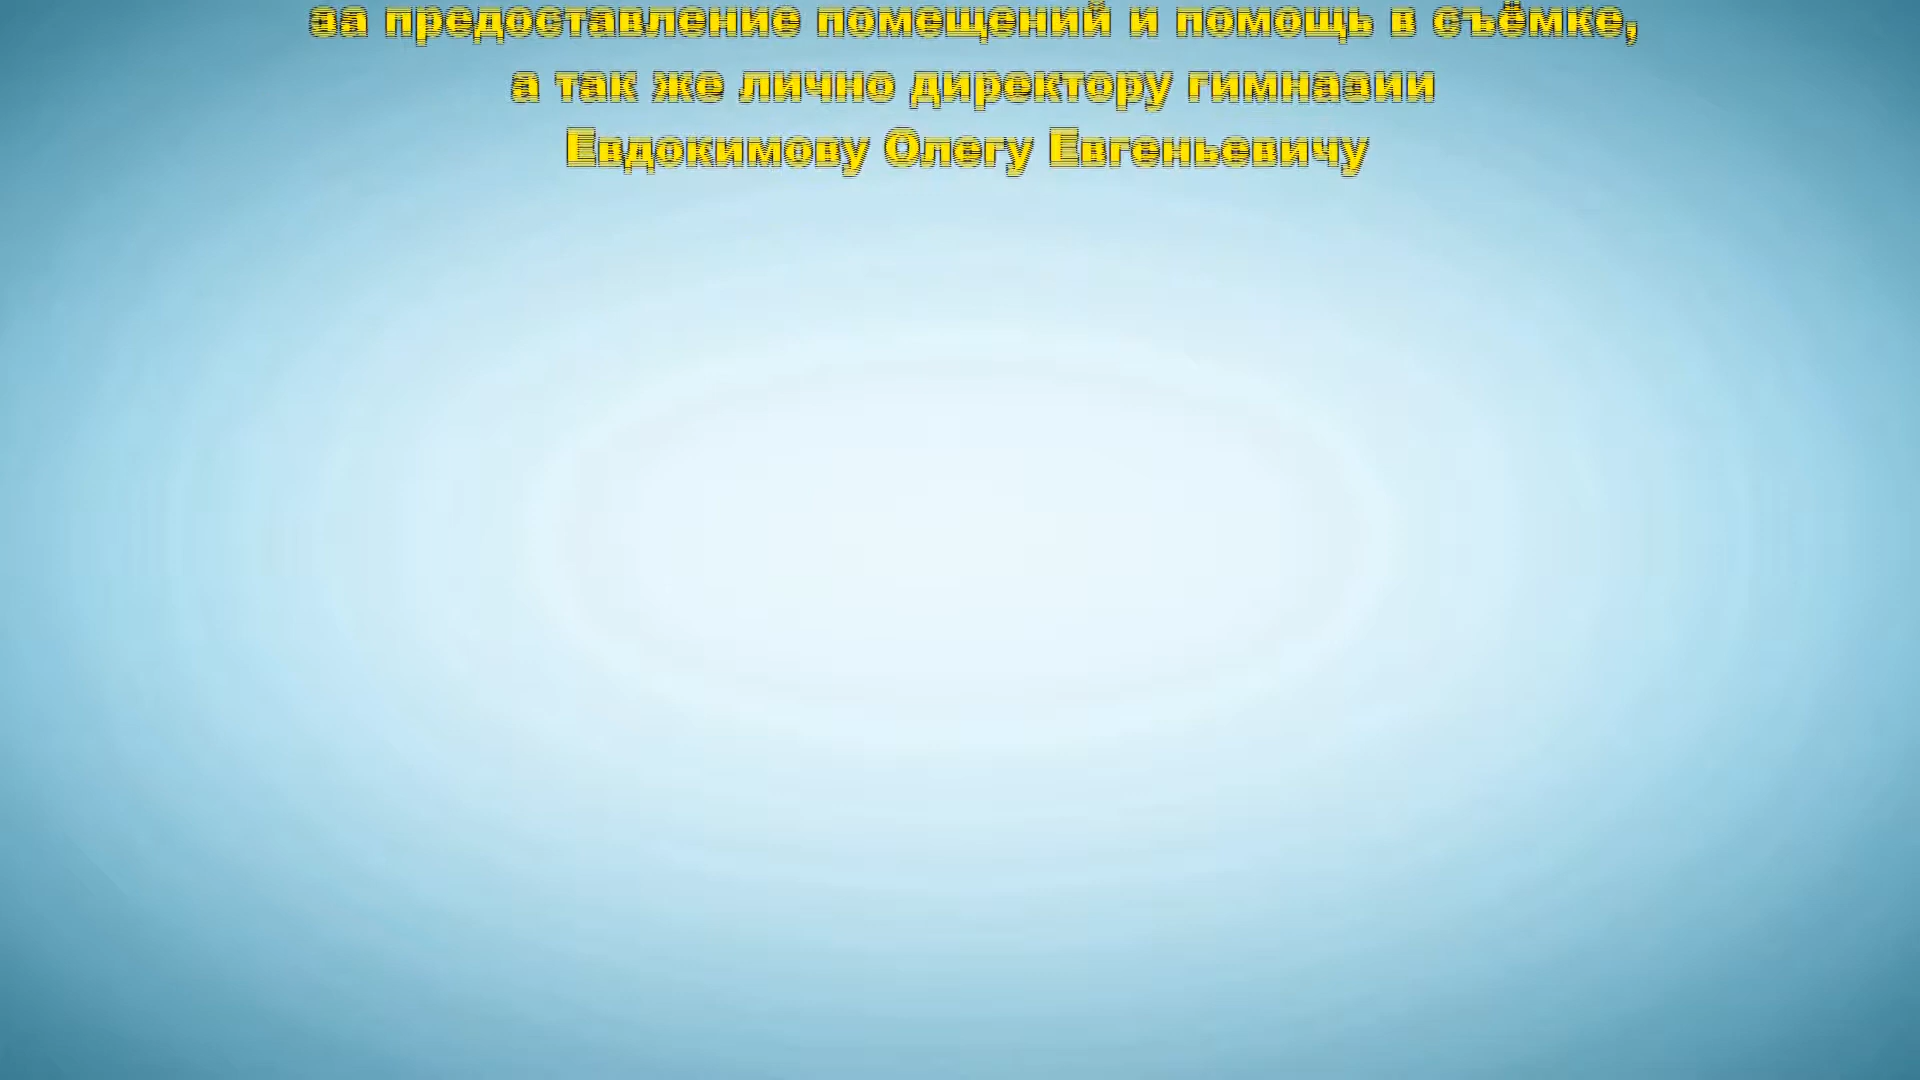 за предоставление помещений и помощь в съёмке,
а так же лично директору гимназии
Евдокимову Олегу Евгеньевичу